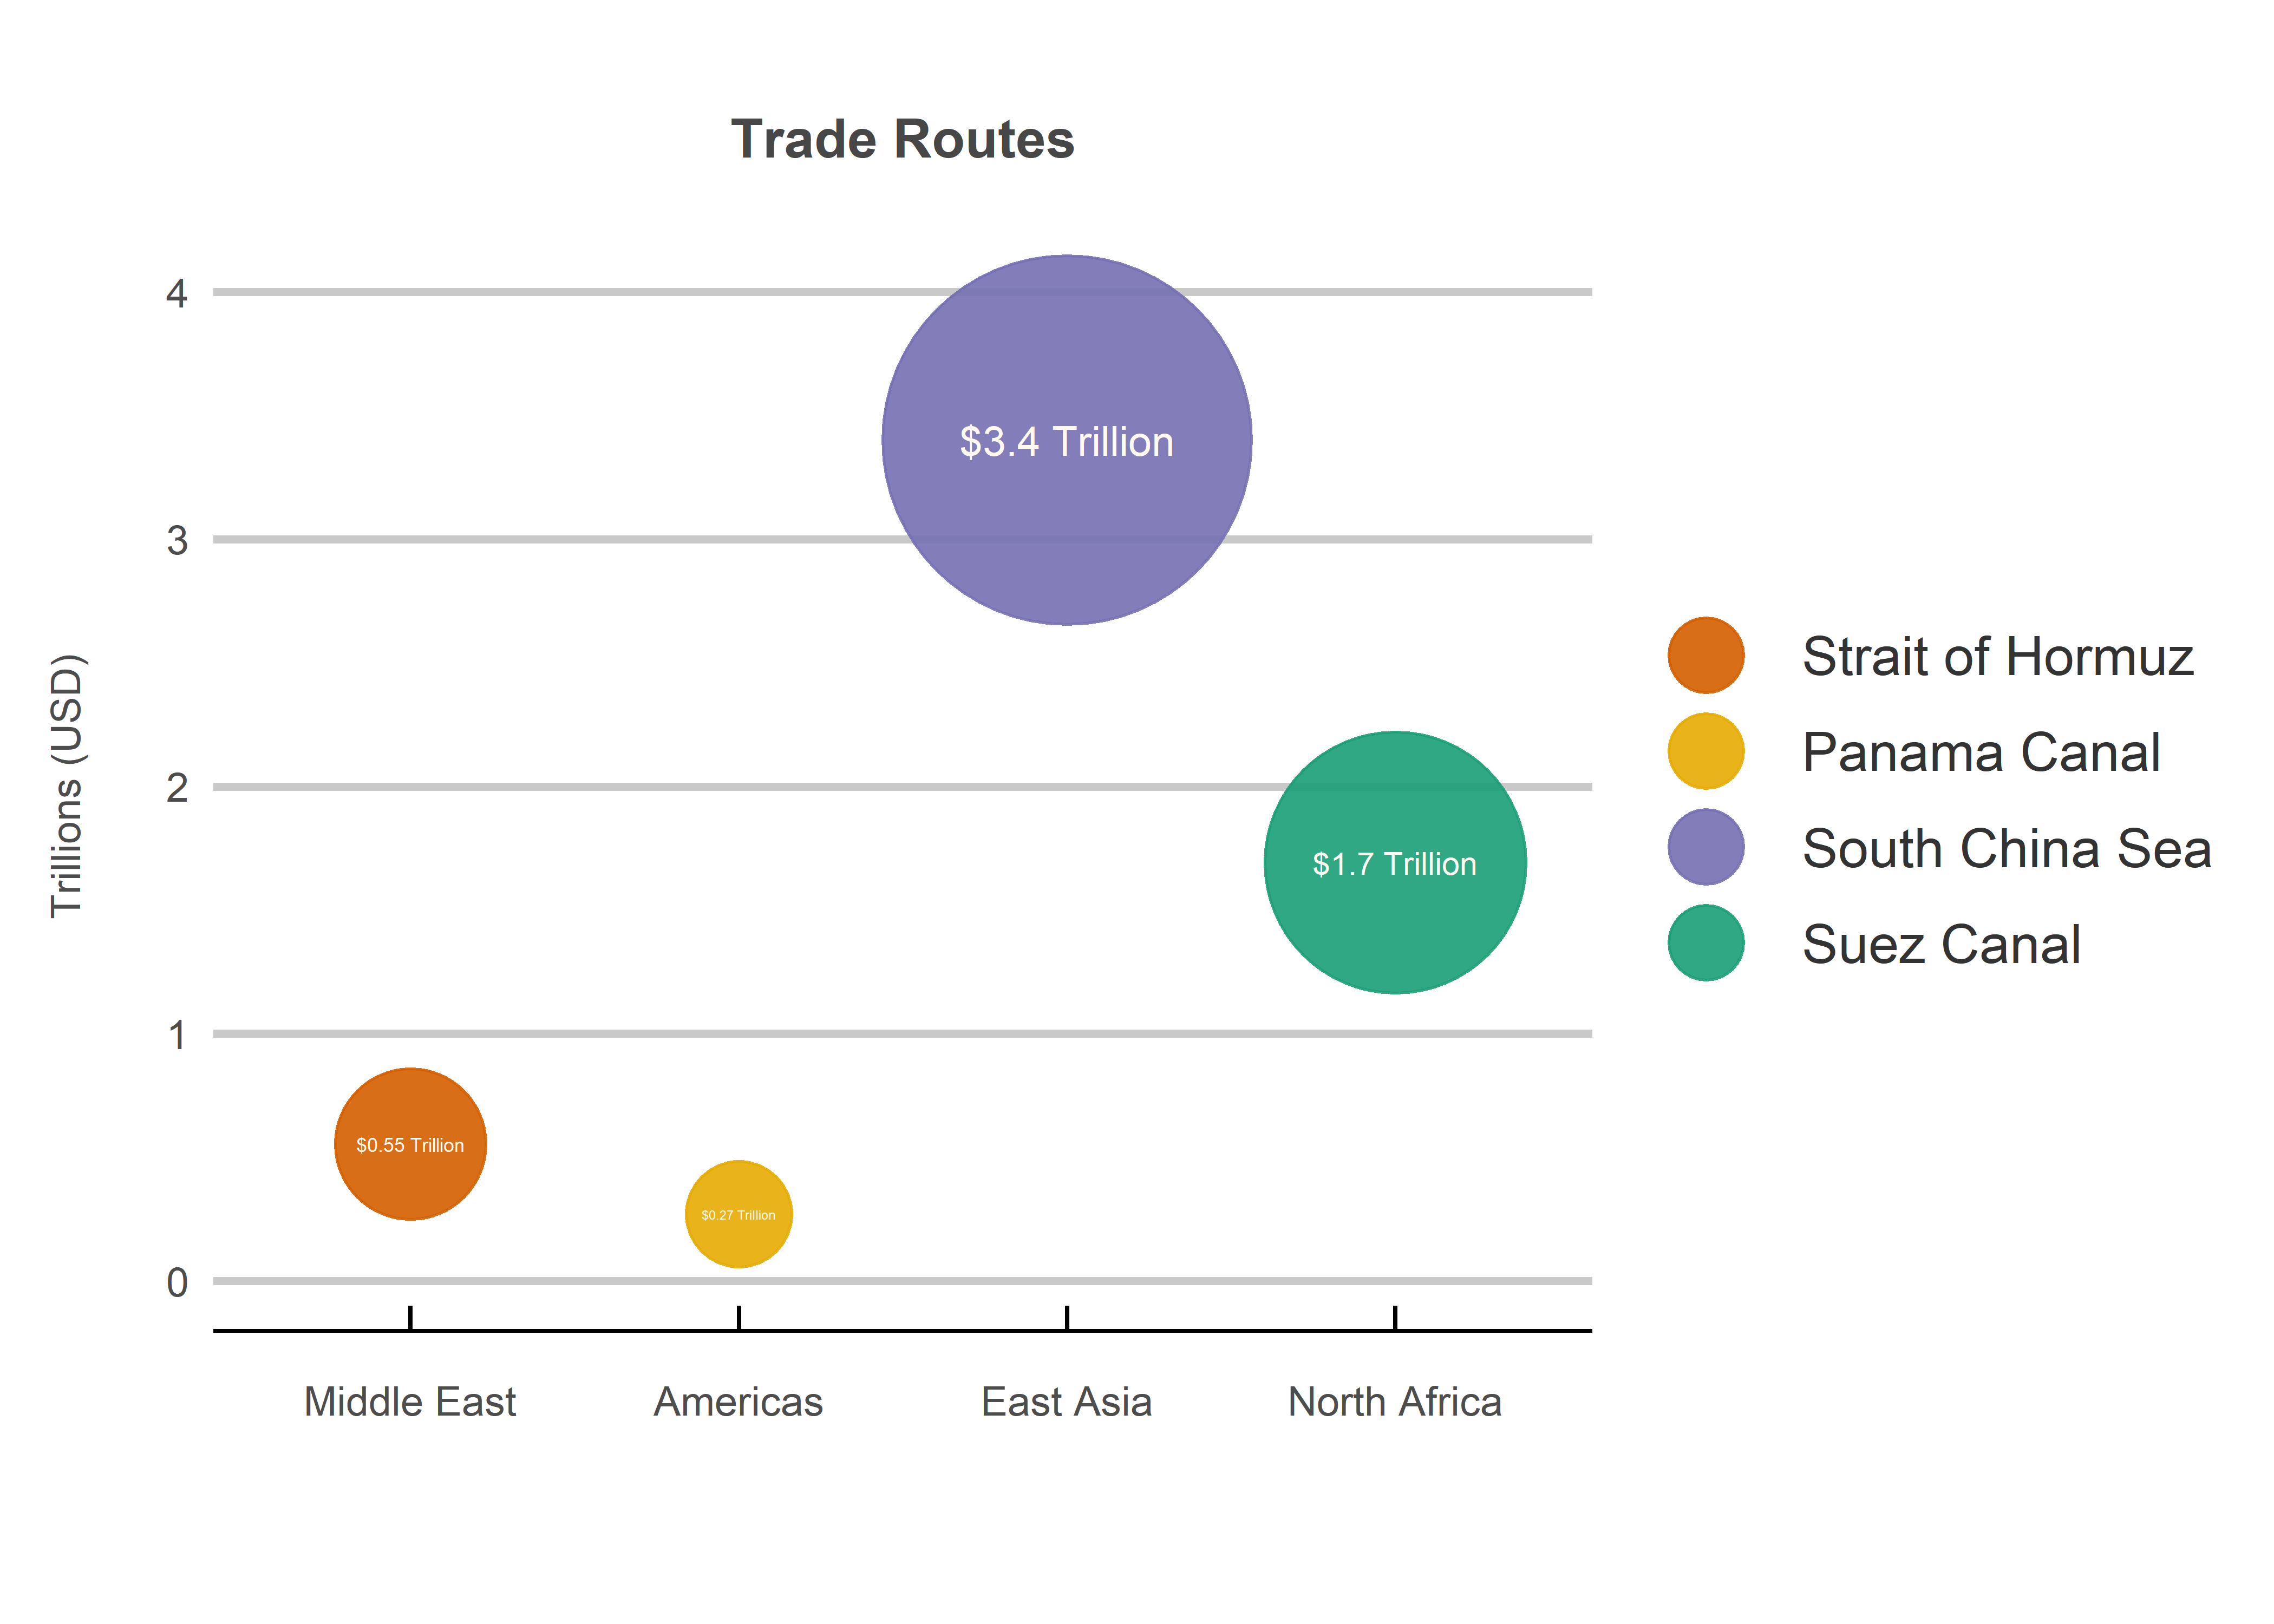 Trade Routes
Trillions (USD)
4
3
2
1
0
$3.4 Trillion
$1.7 Trillion
$0.55 Trillion
$0.27 Trillion
Middle East
Americas
East Asia
North Africa
Strait of Hormuz
Panama Canal
South China Sea
Suez Canal